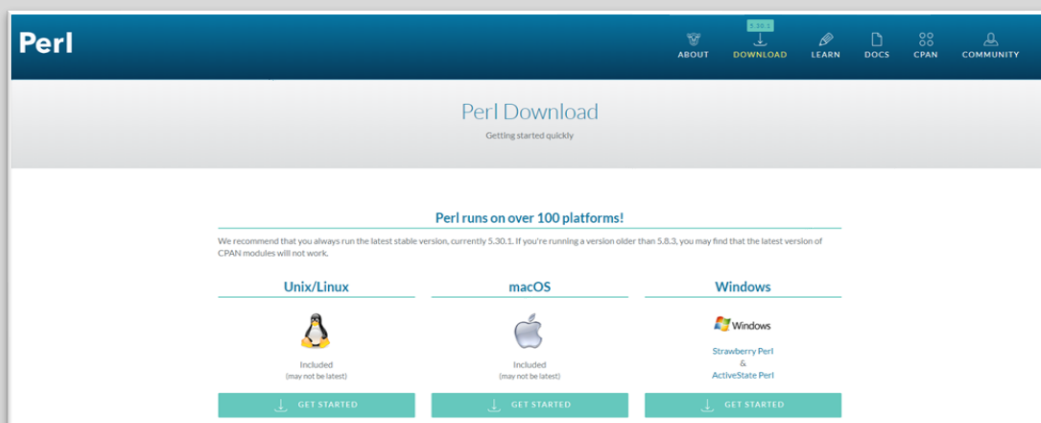 Perl
5.30.1
ABOUT
DOWNLOAD
LEARN
DOCS
CPAN
COMMUNITY
Perl Download
Getting started quickly
Perl runs on over 100 platforms!
We recommend that you always run the latest stable version, currently 5.30.1. If you're running a version older than 5.8.3, you may find that the latest version of
CPAN modules will not work.
Unix/Linux
macOS
Windows
Included
(may not be latest)
Included
(may not be latest)
Windows
Strawberry Perl
&
ActiveState Perl
GET STARTED
GET STARTED
GET STARTED